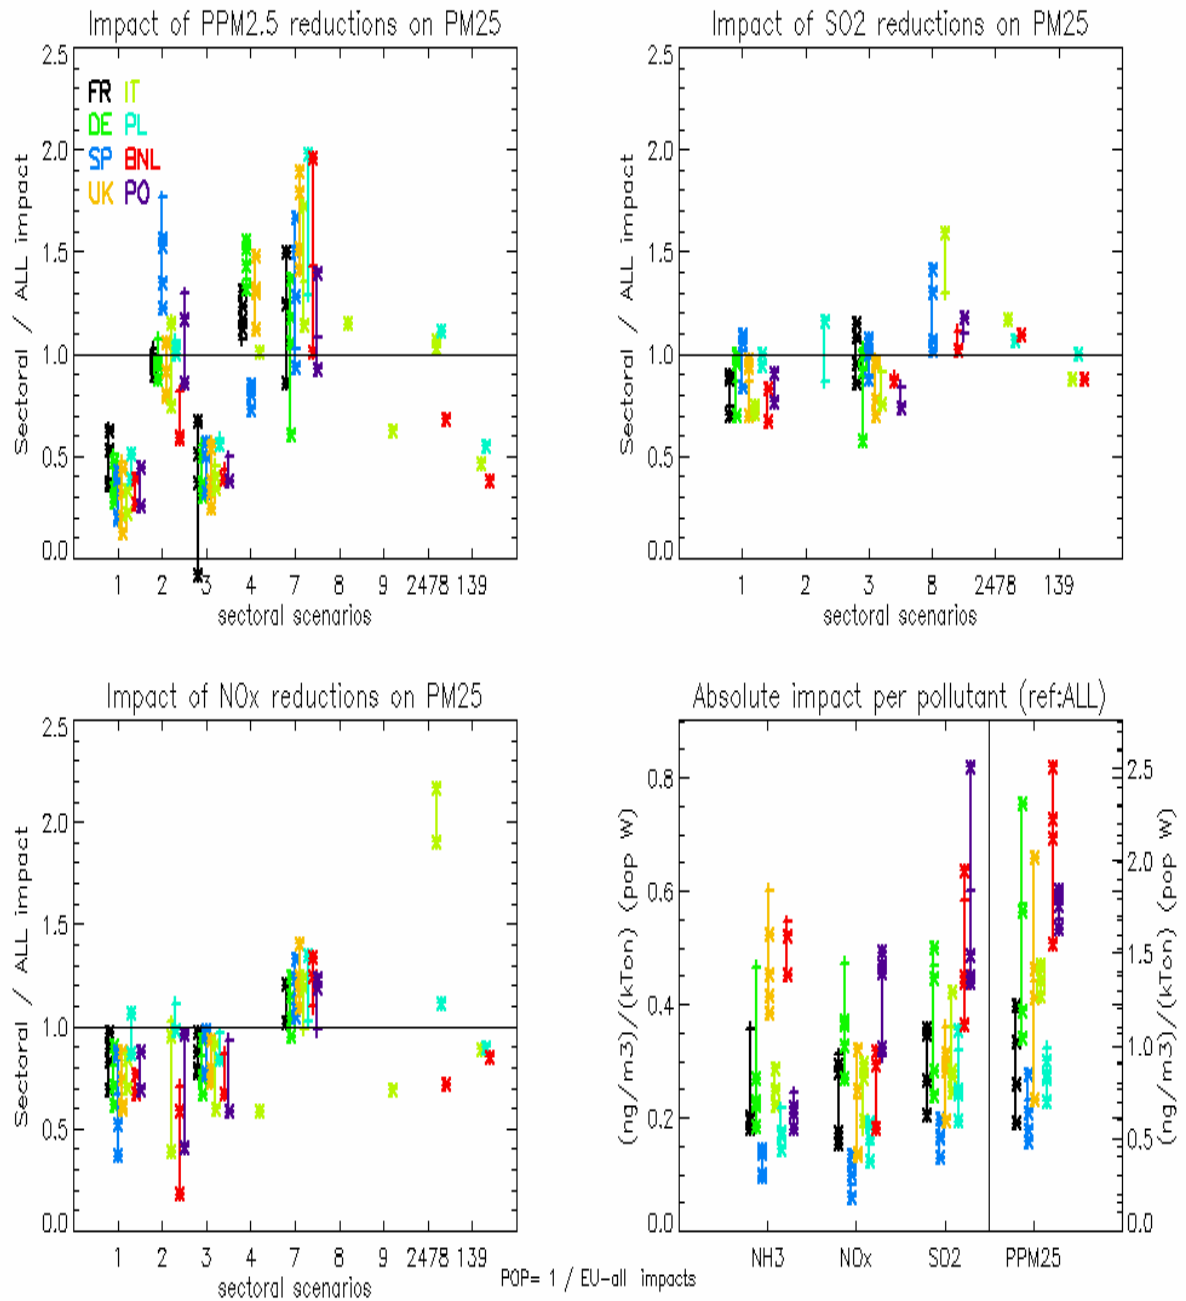 Impact of PPM2.5 reductions on PM25
2.5
2.0
1.5
1.0
0.5
0.0
Sectoral / ALL impact
FR IT
DE PL
SP BNL
UK PO
1 2 3 4 7 8 9 2478 139
sectoral scenarios
Impact of SO2 reductions on PM25
2.5
2.0
1.5
1.0
0.5
0.0
Sectoral / ALL impact
1 2 3 8 2478 139
sectoral scenarios
Impact of NOx reductions on PM25
2.5
2.0
1.5
1.0
0.5
0.0
Sectoral / ALL impact
1 2 3 4 7 8 9 2478 139
sectoral scenarios
Absolute impact per pollutant (ref:ALL)
0.8
0.6
0.4
0.2
0.0
(ng/m3)/(kTon) (pop W)
2.5
2.0
1.5
1.0
0.5
0.0
(ng/m3)/(kTon) (pop W)
NH3 NOx SO2 PPM25
POP= 1 / EU-all impacts